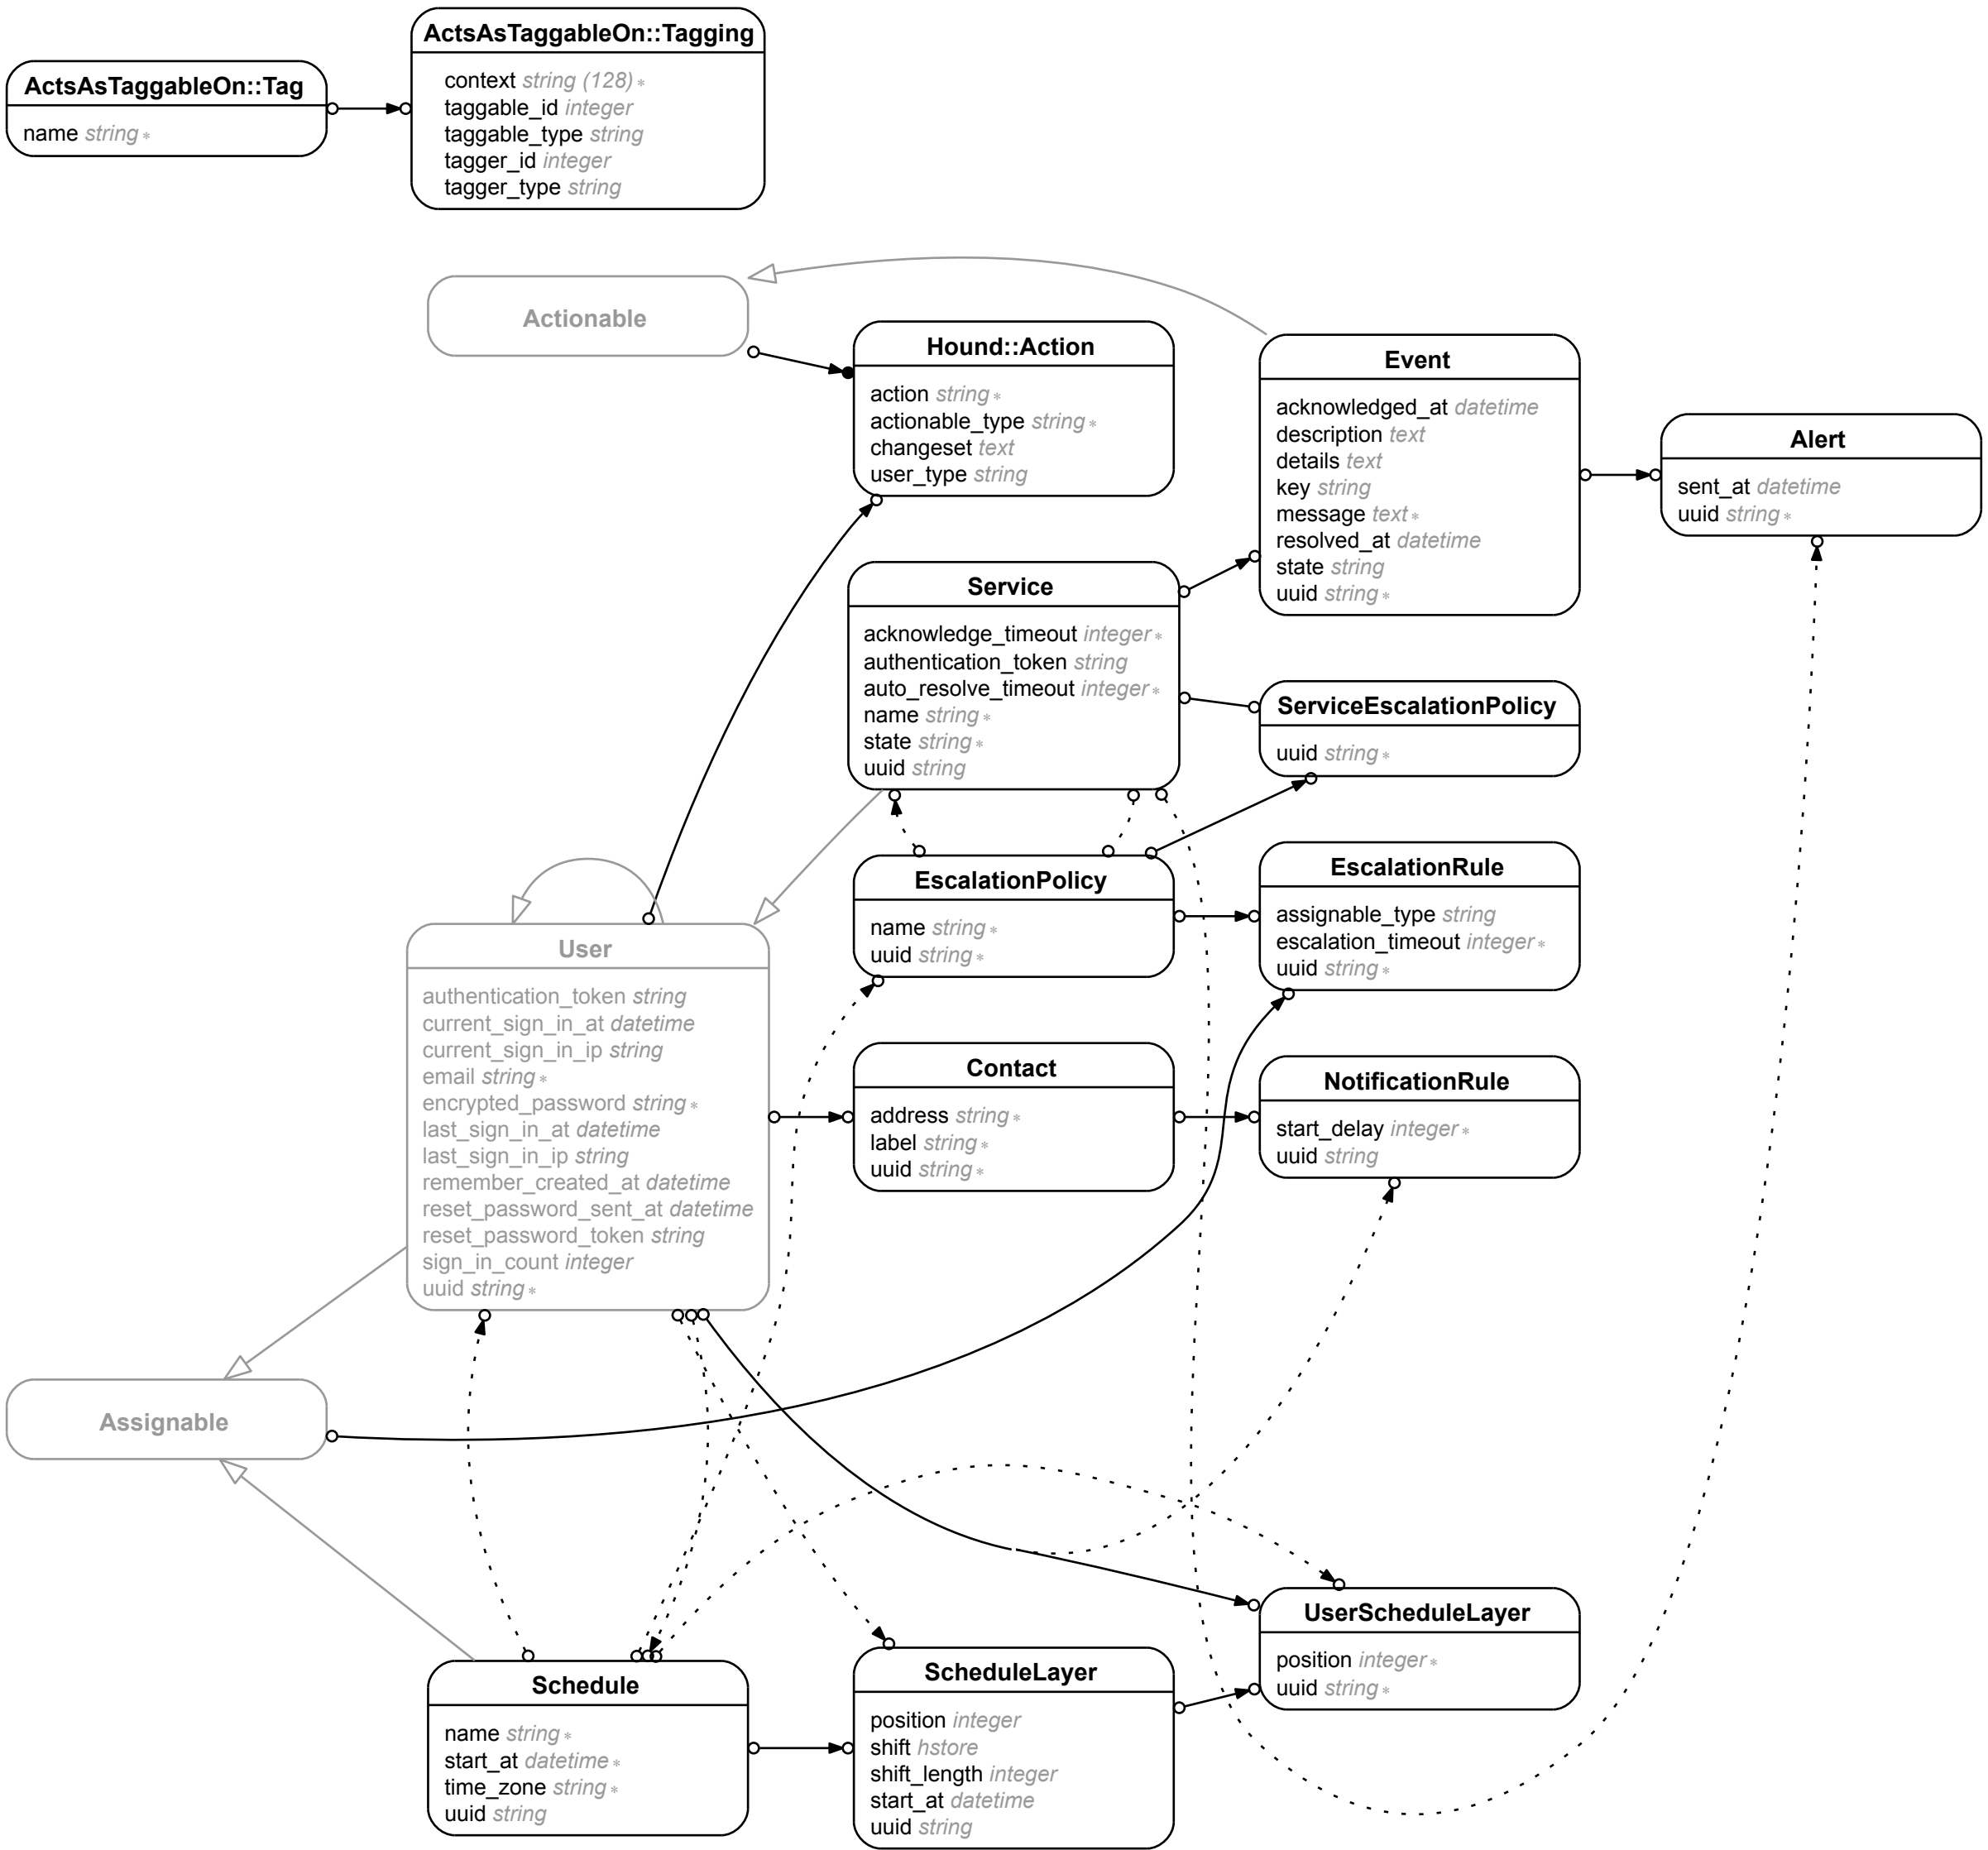 ActsAsTaggableOn::Tag
name string *
ActsAsTaggableOn::Tagging
context string (128) *
taggable_id integer
taggable_type string
tagger_id integer
tagger_type string
Actionable
Hound::Action
action string *
actionable_type string *
changeset text
user_type string
Event
acknowledged_at datetime
description text
details text
key string
message text *
resolved_at datetime
state string
uuid string *
Alert
sent_at datetime
uuid string *
Service
acknowledge_timeout integer *
authentication_token string
auto_resolve_timeout integer *
name string *
state string *
uuid string
ServiceEscalationPolicy
uuid string *
EscalationPolicy
name string *
uuid string *
EscalationRule
assignable_type string
escalation_timeout integer *
uuid string *
User
authentication_token string
current_sign_in_at datetime
current_sign_in_ip string
email string *
encrypted_password string *
last_sign_in_at datetime
last_sign_in_ip string
remember_created_at datetime
reset_password_sent_at datetime
reset_password_token string
sign_in_count integer
uuid string *
Contact
address string *
label string *
uuid string *
NotificationRule
start_delay integer *
uuid string
Assignable
Schedule
name string *
start_at datetime *
time_zone string *
uuid string
ScheduleLayer
position integer
shift hstore
shift_length integer
start_at datetime
uuid string
UserScheduleLayer
position integer *
uuid string *